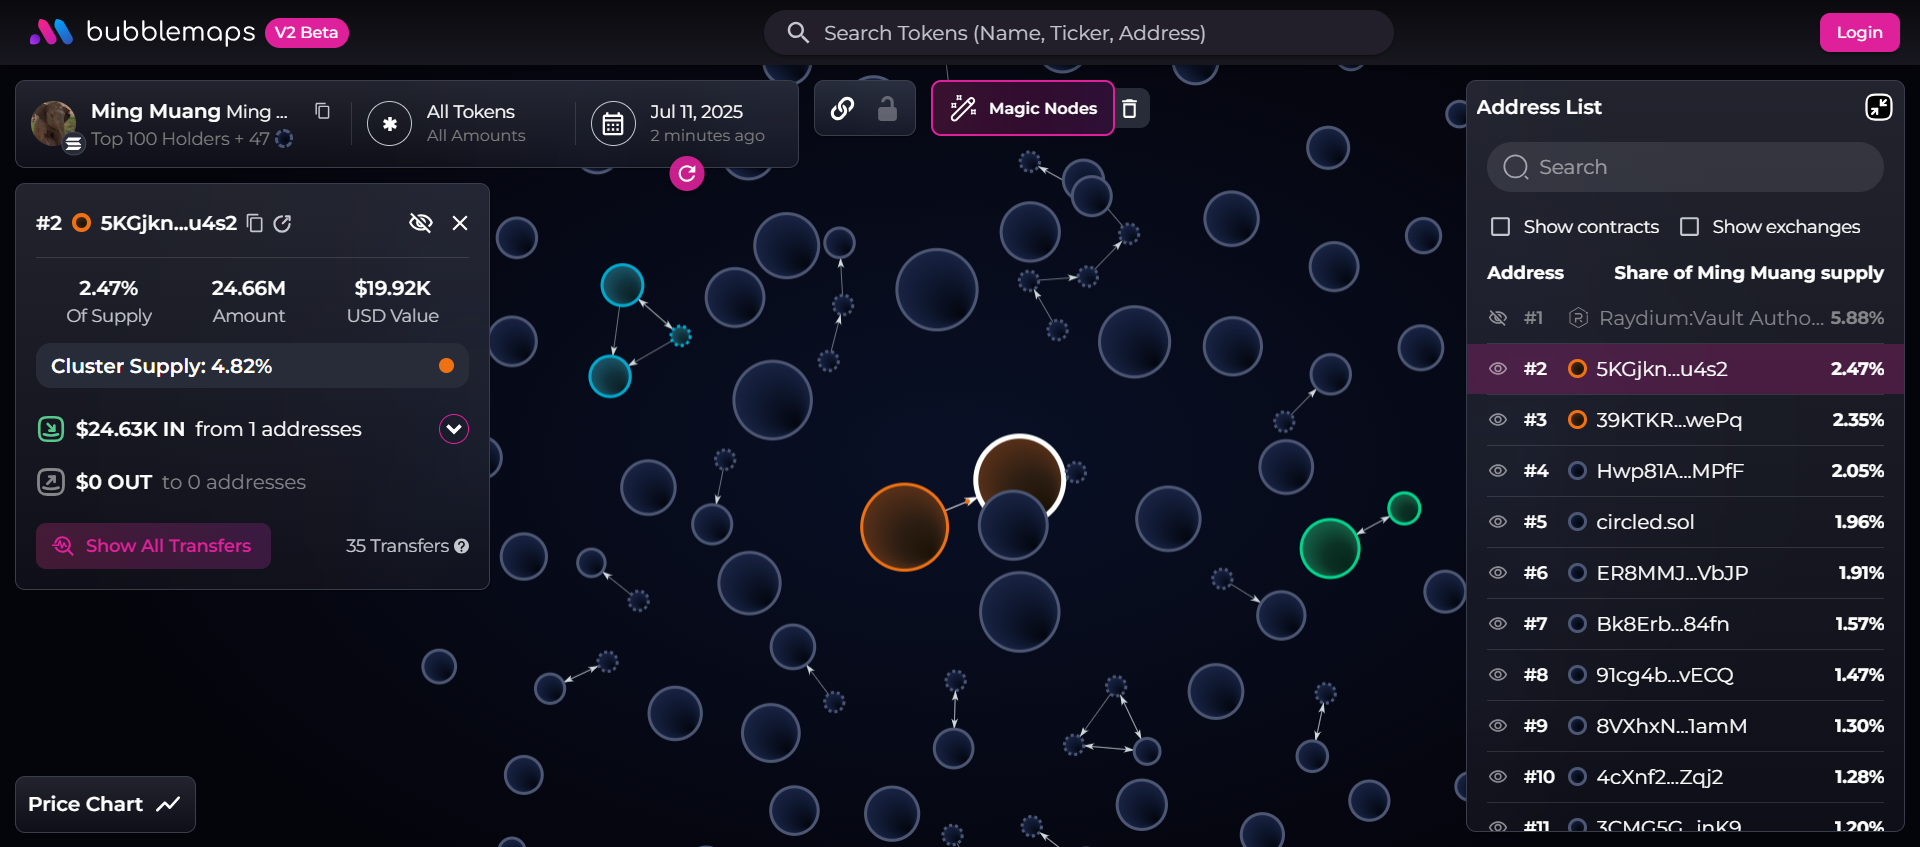 bubblemaps V2 Beta
Search Tokens (Name, Ticker, Address)
Login
Ming Muang Ming ...
Top 100 Holders + 47
All Tokens
All Amounts
Jul 11, 2025
2 minutes ago
Magic Nodes
#2 5KGjkn...u4s2
2.47% 24.66M $19.92K
Of Supply Amount USD Value
Cluster Supply: 4.82%
$24.63K IN from 1 addresses
$0 OUT to 0 addresses
Show All Transfers 35 Transfers ?
Price Chart
Address List
Search
Show contracts Show exchanges
Address Share of Ming Muang supply
#1 Raydium:Vault Autho... 5.88%
#2 5KGjkn...u4s2 2.47%
#3 39KTKR...wePq 2.35%
#4 Hwp81A...MPfF 2.05%
#5 circled.sol 1.96%
#6 ER8MMJ...VbJP 1.91%
#7 Bk8Erb...84fn 1.57%
#8 91cg4b...vECQ 1.47%
#9 8VXhxN...1amM 1.30%
#10 4cXnf2...Zqj2 1.28%
#11 3CMG5G...inK9 1.20%